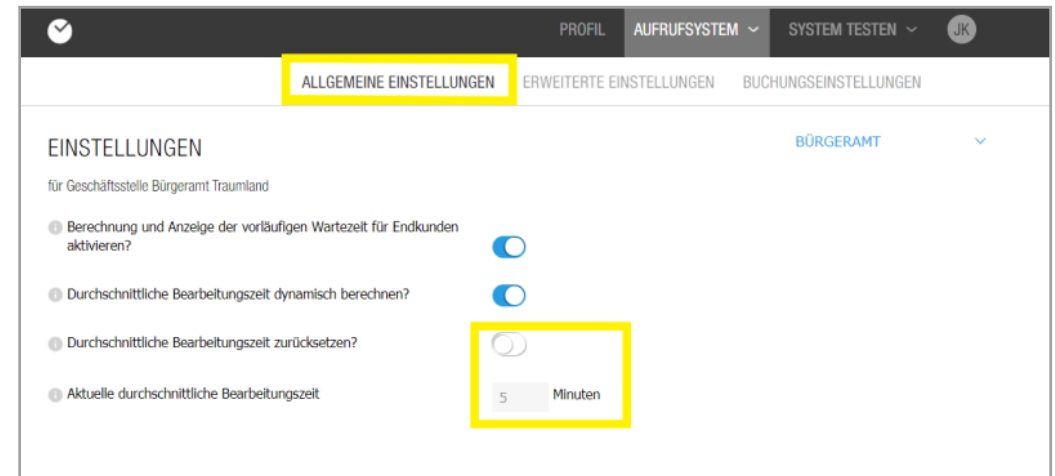 PROFIL AUFRUFSYSTEM SYSTEM TESTEN JK
ALLGEMEINE EINSTELLUNGEN ERWEITERTE EINSTELLUNGEN BUCHUNGSEINSTELLUNGEN
EINSTELLUNGEN BÜRGERAMT
für Geschäftsstelle Bürgeramt Traumland
Berechnung und Anzeige der vorläufigen Wartezeit für Endkunden
aktivieren?
Durchschnittliche Bearbeitungszeit dynamisch berechnen?
Durchschnittliche Bearbeitungszeit zurücksetzen?
Aktuelle durchschnittliche Bearbeitungszeit 5 Minuten